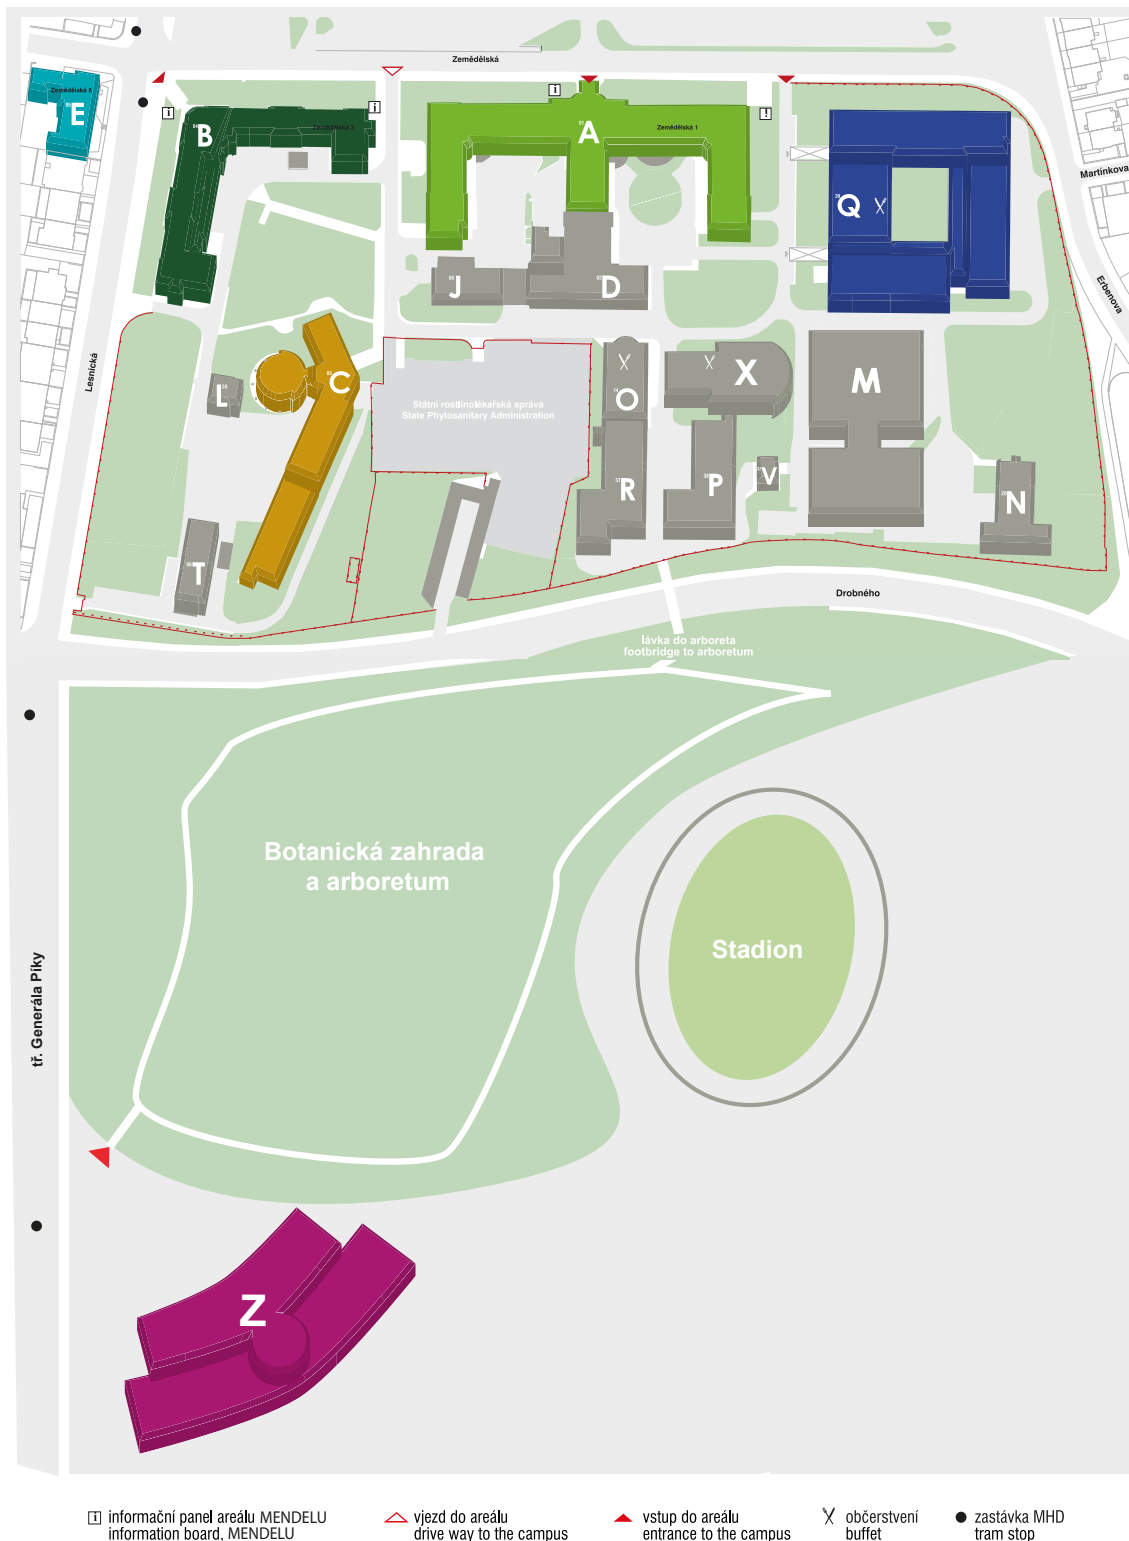 Zemědělská
Zemědělská 5
E
B
Zemědělská 3
A
Zemědělská 1
i
i
i
!
Martínkova
Q
J
D
Erbenova
Lesnická
C
L
Státní rostlinolékařská správa
State Phytosanitary Administration
O
X
M
R
P
V
N
T
Drobného
lávka do arboreta
footbridge to arboretum
Botanická zahrada
a arboretum
Stadion
tř. Generála Píky
Z
i informační panel areálu MENDELU
information board, MENDELU
vjezd do areálu
drive way to the campus
vstup do areálu
entrance to the campus
občerstvení
buffet
zastávka MHD
tram stop